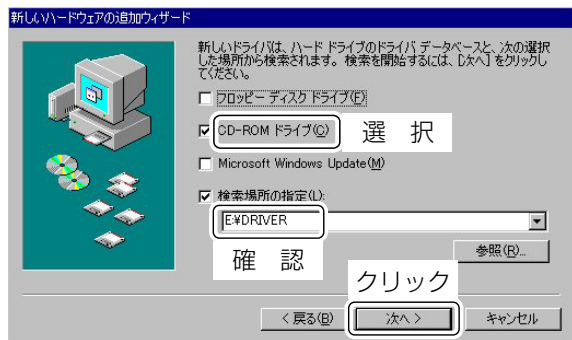 新しいハードウェアの追加ウィザード
新しいドライバは、ハード ドライブのドライバ データベースと、次の選択
した場所から検索されます。検索を開始するには、[次へ] をクリックし
てください。
フロッピー ディスク ドライブ(F)
CD-ROM ドライブ(C)
選 択
Microsoft Windows Update(M)
検索場所の指定(L):
E:¥DRIVER
確 認
参照(R)...
クリック
< 戻る(B)
次へ >
キャンセル